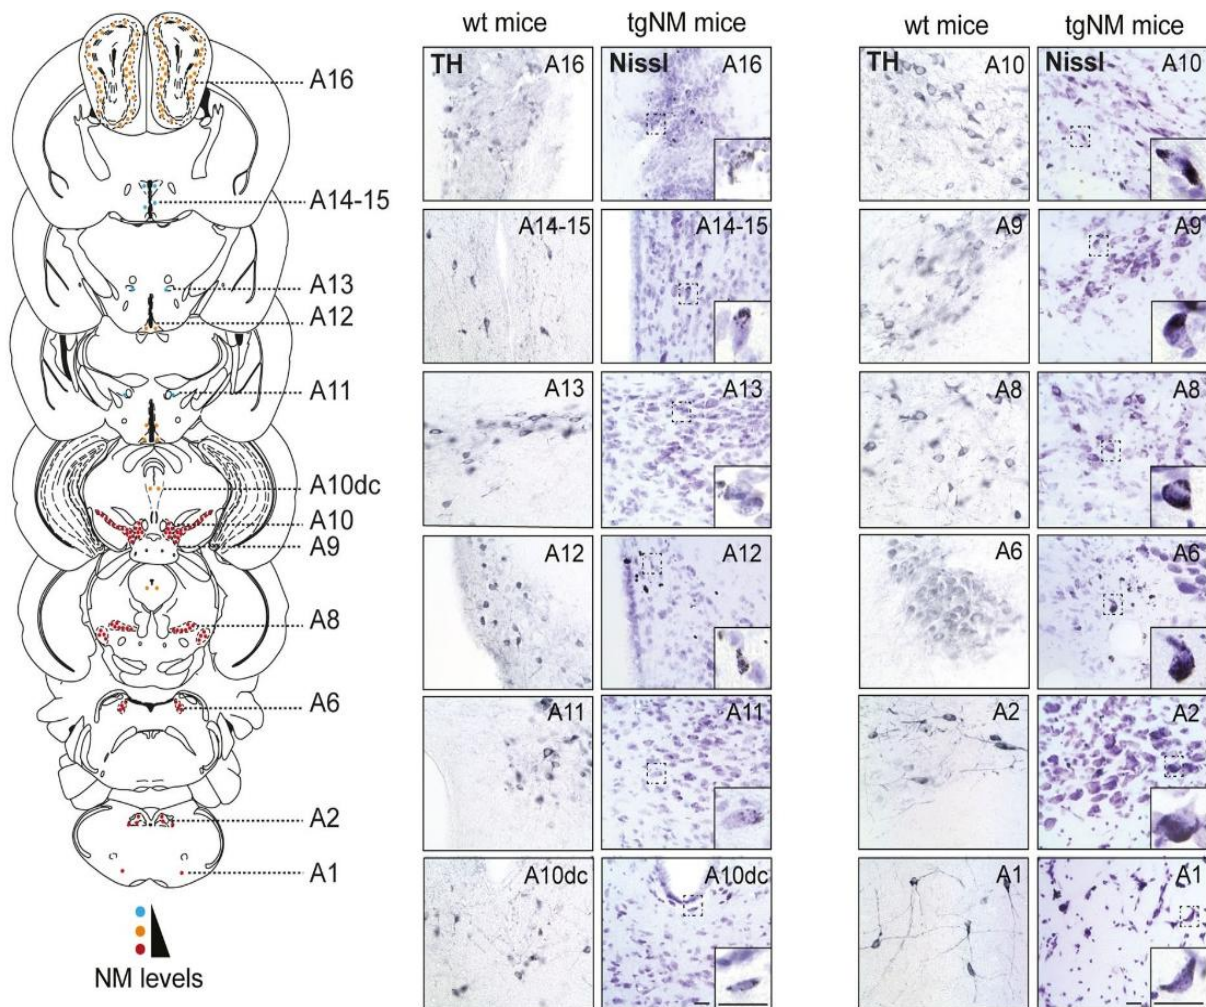 wt mice
tgNM mice
wt mice
tgNM mice
A16
A14-15
A13
A12
A11
A10dc
A10
A9
A8
A6
A2
A1
NM levels
TH
A16
Nissl
A16
A14-15
A14-15
A13
A13
A12
A12
A11
A11
A10dc
A10dc
TH
A10
Nissl
A10
A9
A9
A8
A8
A6
A6
A2
A2
A1
A1